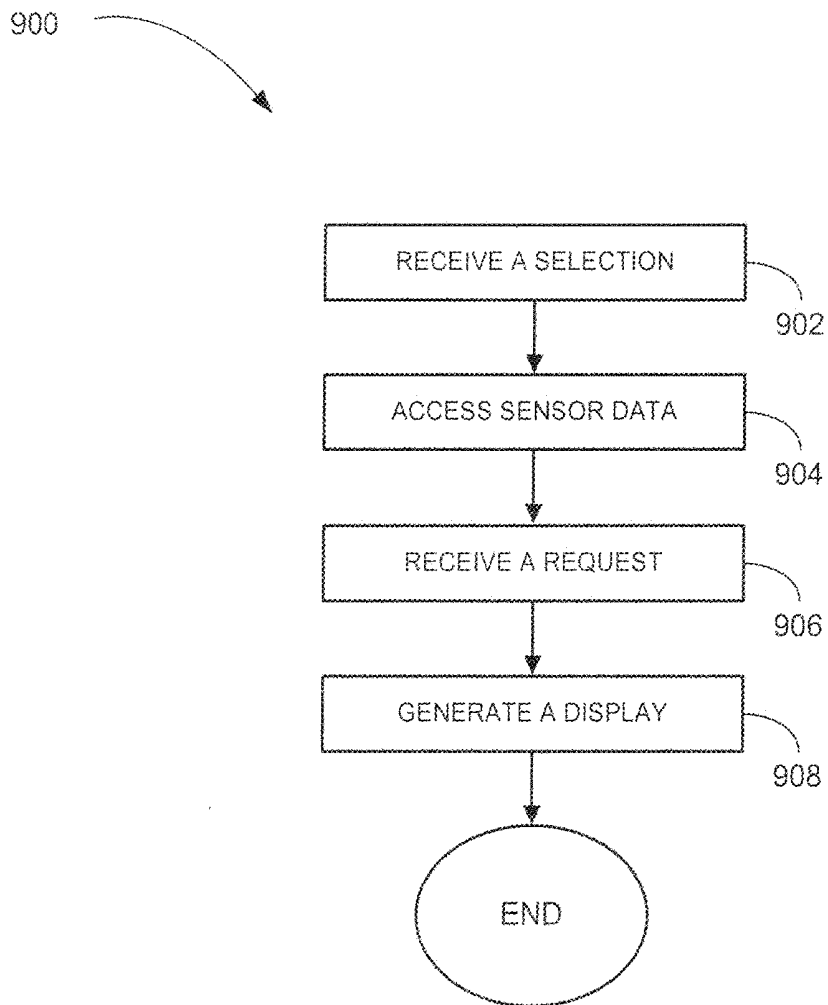 900
RECEIVE A SELECTION
902
ACCESS SENSOR DATA
904
RECEIVE A REQUEST
906
GENERATE A DISPLAY
908
END